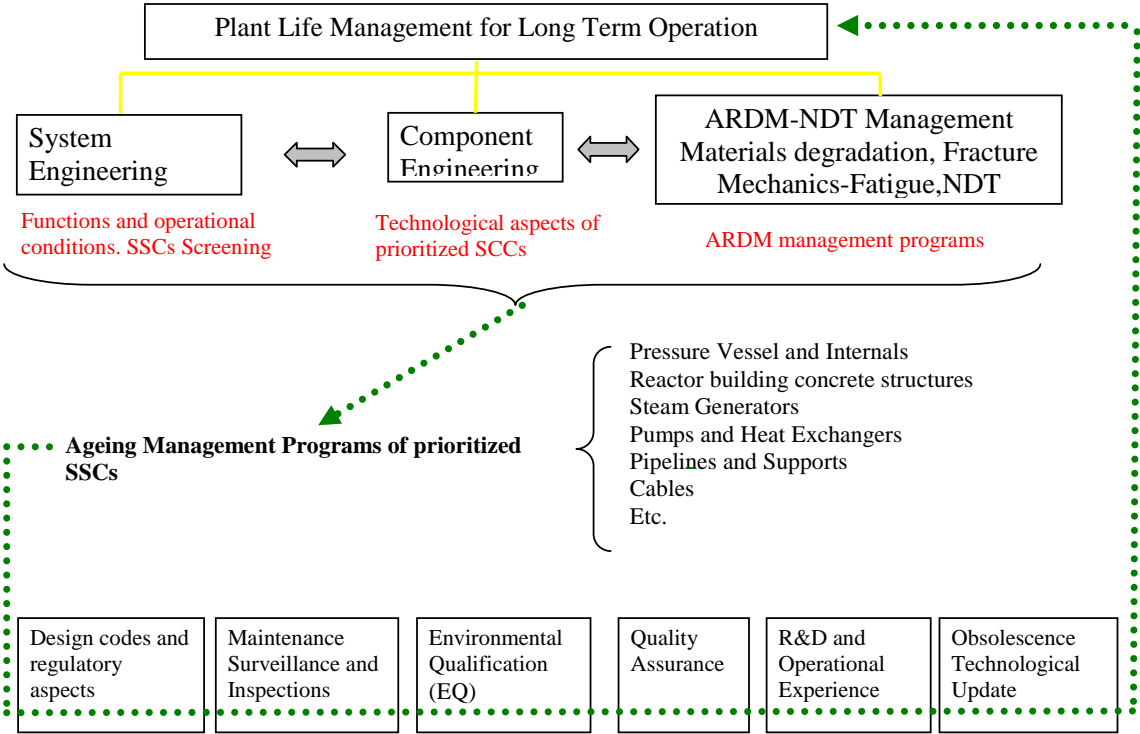 Plant Life Management for Long Term Operation
System
Engineering
Component
Engineering
ARDM-NDT Management
Materials degradation, Fracture
Mechanics-Fatigue,NDT
Functions and operational
conditions. SSCs Screening
Technological aspects of
prioritized SCCs
ARDM management programs
Pressure Vessel and Internals
Reactor building concrete structures
Steam Generators
Pumps and Heat Exchangers
Pipelines and Supports
Cables
Etc.
Ageing Management Programs of prioritized
SSCs
Design codes and
regulatory
aspects
Maintenance
Surveillance and
Inspections
Environmental
Qualification
(EQ)
Quality
Assurance
R&D and
Operational
Experience
Obsolescence
Technological
Update